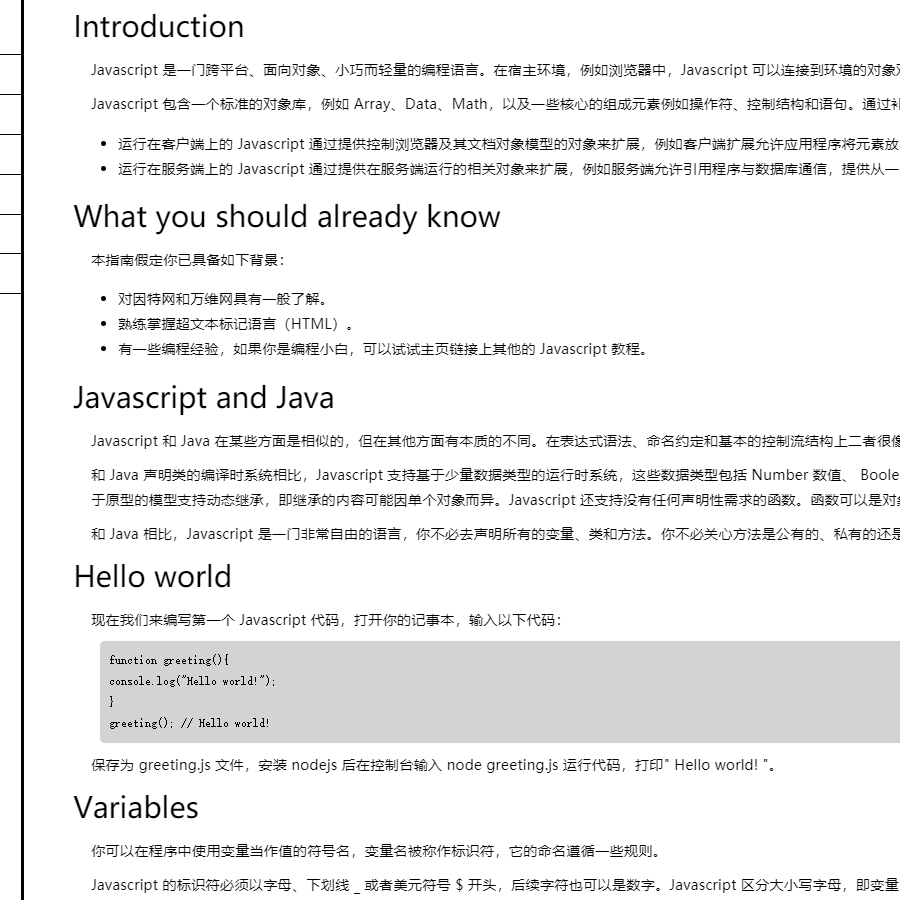 Introduction
Javascript 是一门跨平台、面向对象、小巧而轻量的编程语言。在宿主环境，例如浏览器中，Javascript 可以连接到环境的对象
Javascript 包含一个标准的对象库，例如 Array、Data、Math，以及一些核心的组成元素例如操作符、控制结构和语句。通过
运行在客户端上的 Javascript 通过提供控制浏览器及其文档对象模型的对象来扩展，例如客户端扩展允许应用程序将元素放
运行在服务端上的 Javascript 通过提供在服务端运行的相关对象来扩展，例如服务端允许引用程序与数据库通信，提供从一
What you should already know
本指南假定你已具备如下背景：
对因特网和万维网具有一般了解。
熟练掌握超文本标记语言（HTML）。
有一些编程经验，如果你是编程小白，可以试试主页链接上其他的 Javascript 教程。
Javascript and Java
Javascript 和 Java 在某些方面是相似的，但在其他方面有本质的不同。在表达式语法、命名约定和基本的控制流结构上二者很像
和 Java 声明类的编译时系统相比，Javascript 支持基于少量数据类型的运行时系统，这些数据类型包括 Number 数值、 Boole
于原型的模型支持动态继承，即继承的内容可能因单个对象而异。Javascript 还支持没有任何声明性需求的函数。函数可以是对
和 Java 相比，Javascript 是一门非常自由的语言，你不必去声明所有的变量、类和方法。你不必关心方法是公有的、私有的还是
Hello world
现在我们来编写第一个 Javascript 代码，打开你的记事本，输入以下代码：
function greeting(){
console.log("Hello world!");
}
greeting(); // Hello world!
保存为 greeting.js 文件，安装 nodejs 后在控制台输入 node greeting.js 运行代码，打印" Hello world! "。
Variables
你可以在程序中使用变量当作值的符号名，变量名被称作标识符，它的命名遵循一些规则。
Javascript 的标识符必须以字母、下划线 _ 或者美元符号 $ 开头，后续字符也可以是数字。Javascript 区分大小写字母，即变量